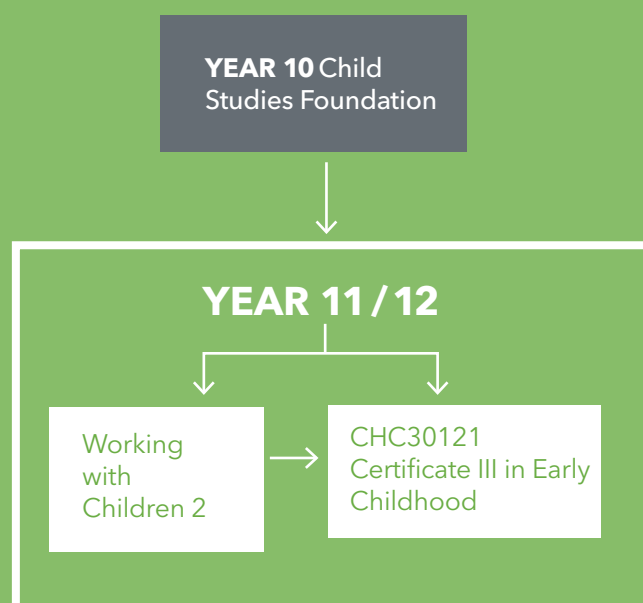 YEAR 10 Child
Studies Foundation
YEAR 11/12
Working
with
Children 2
CHC30121
Certificate III in Early
Childhood